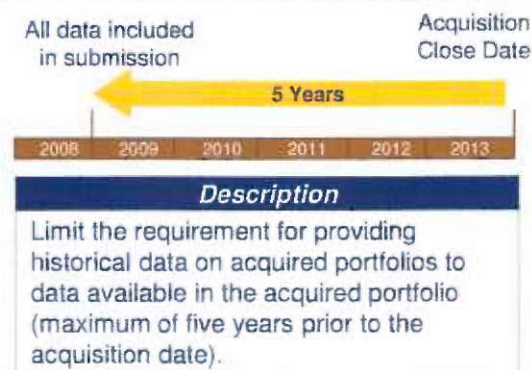 All data included
in submission
Acquisition
Close Date
5 Years
2008 2009 2010 2011 2012 2013
Description
Limit the requirement for providing
historical data on acquired portfolios to
data available in the acquired portfolio
(maximum of five years prior to the
acquisition date).